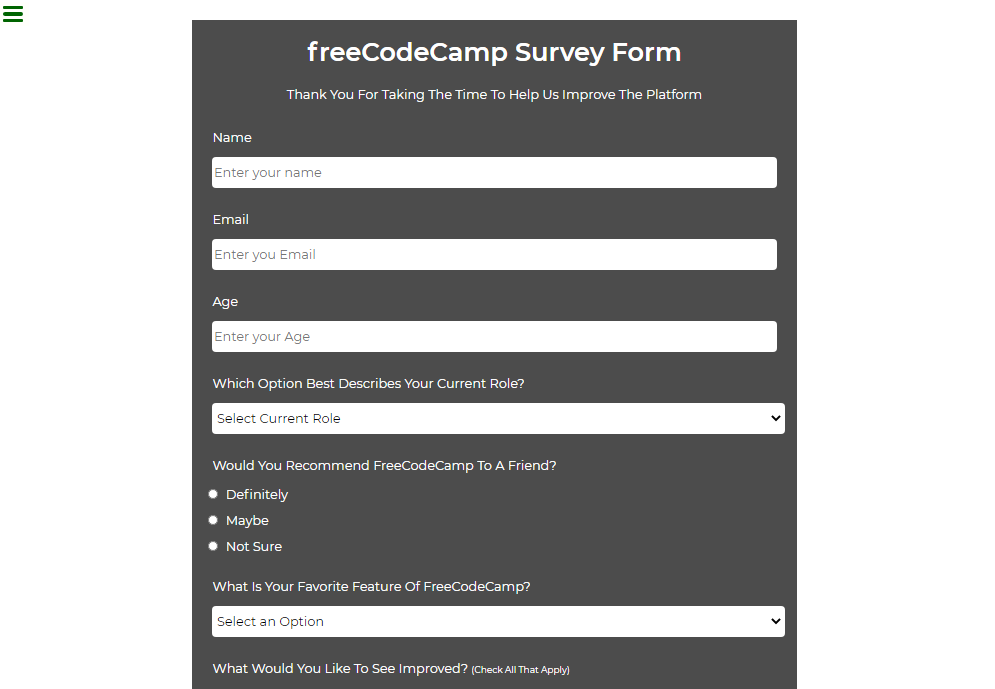 freeCodeCamp Survey Form
Thank You For Taking The Time To Help Us Improve The Platform
Name
Enter your name
Email
Enter you Email
Age
Enter your Age
Which Option Best Describes Your Current Role?
Select Current Role
Would You Recommend FreeCodeCamp To A Friend?
Definitely
Maybe
Not Sure
What Is Your Favorite Feature Of FreeCodeCamp?
Select an Option
What Would You Like To See Improved? (Check All That Apply)